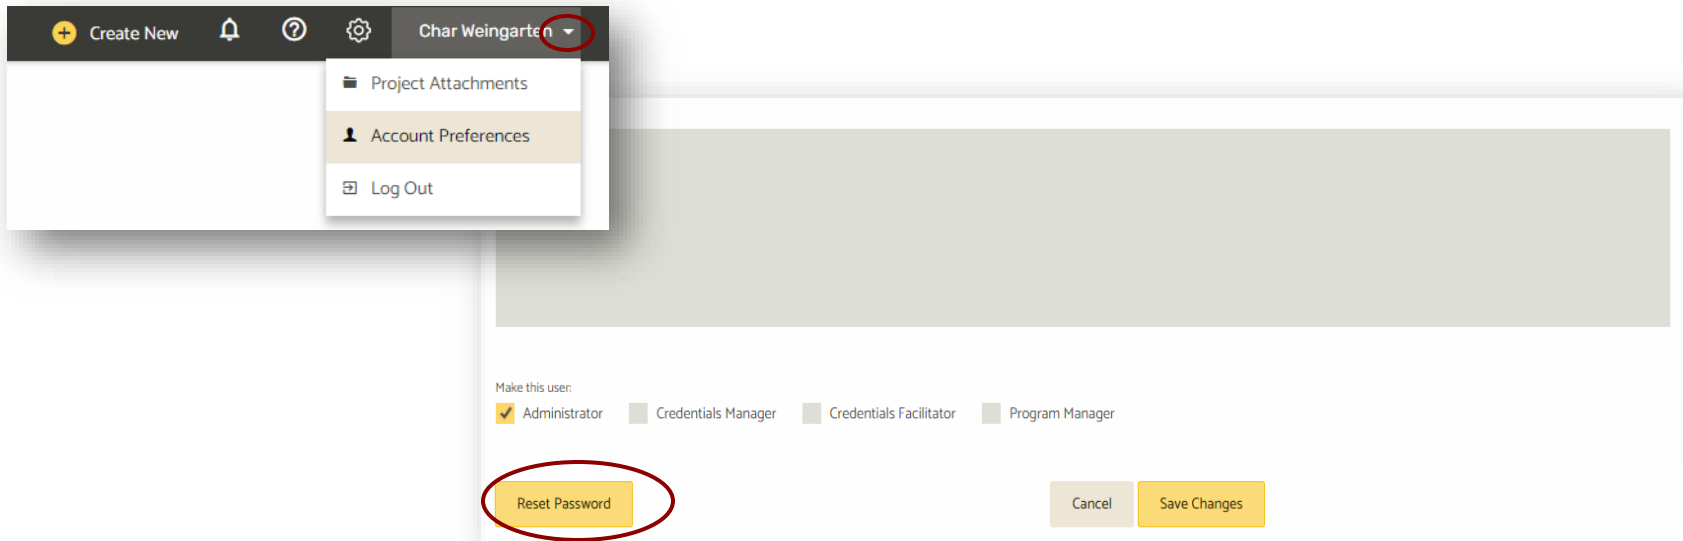 Create New Char Weingarten
Project Attachments
Account Preferences
Log Out
Make this user:
Administrator Credentials Manager Credentials Facilitator Program Manager
Reset Password Cancel Save Changes